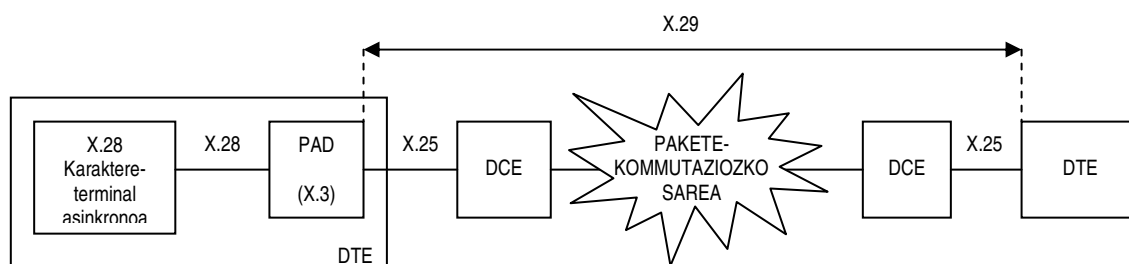 X.29
X.28
Karaktere-
terminal
asinkronoa
X.28
PAD
(X.3)
X.25
DCE
PAKETE-
KOMMUTAZIOZKO
SAREA
DCE
X.25
DTE
DTE